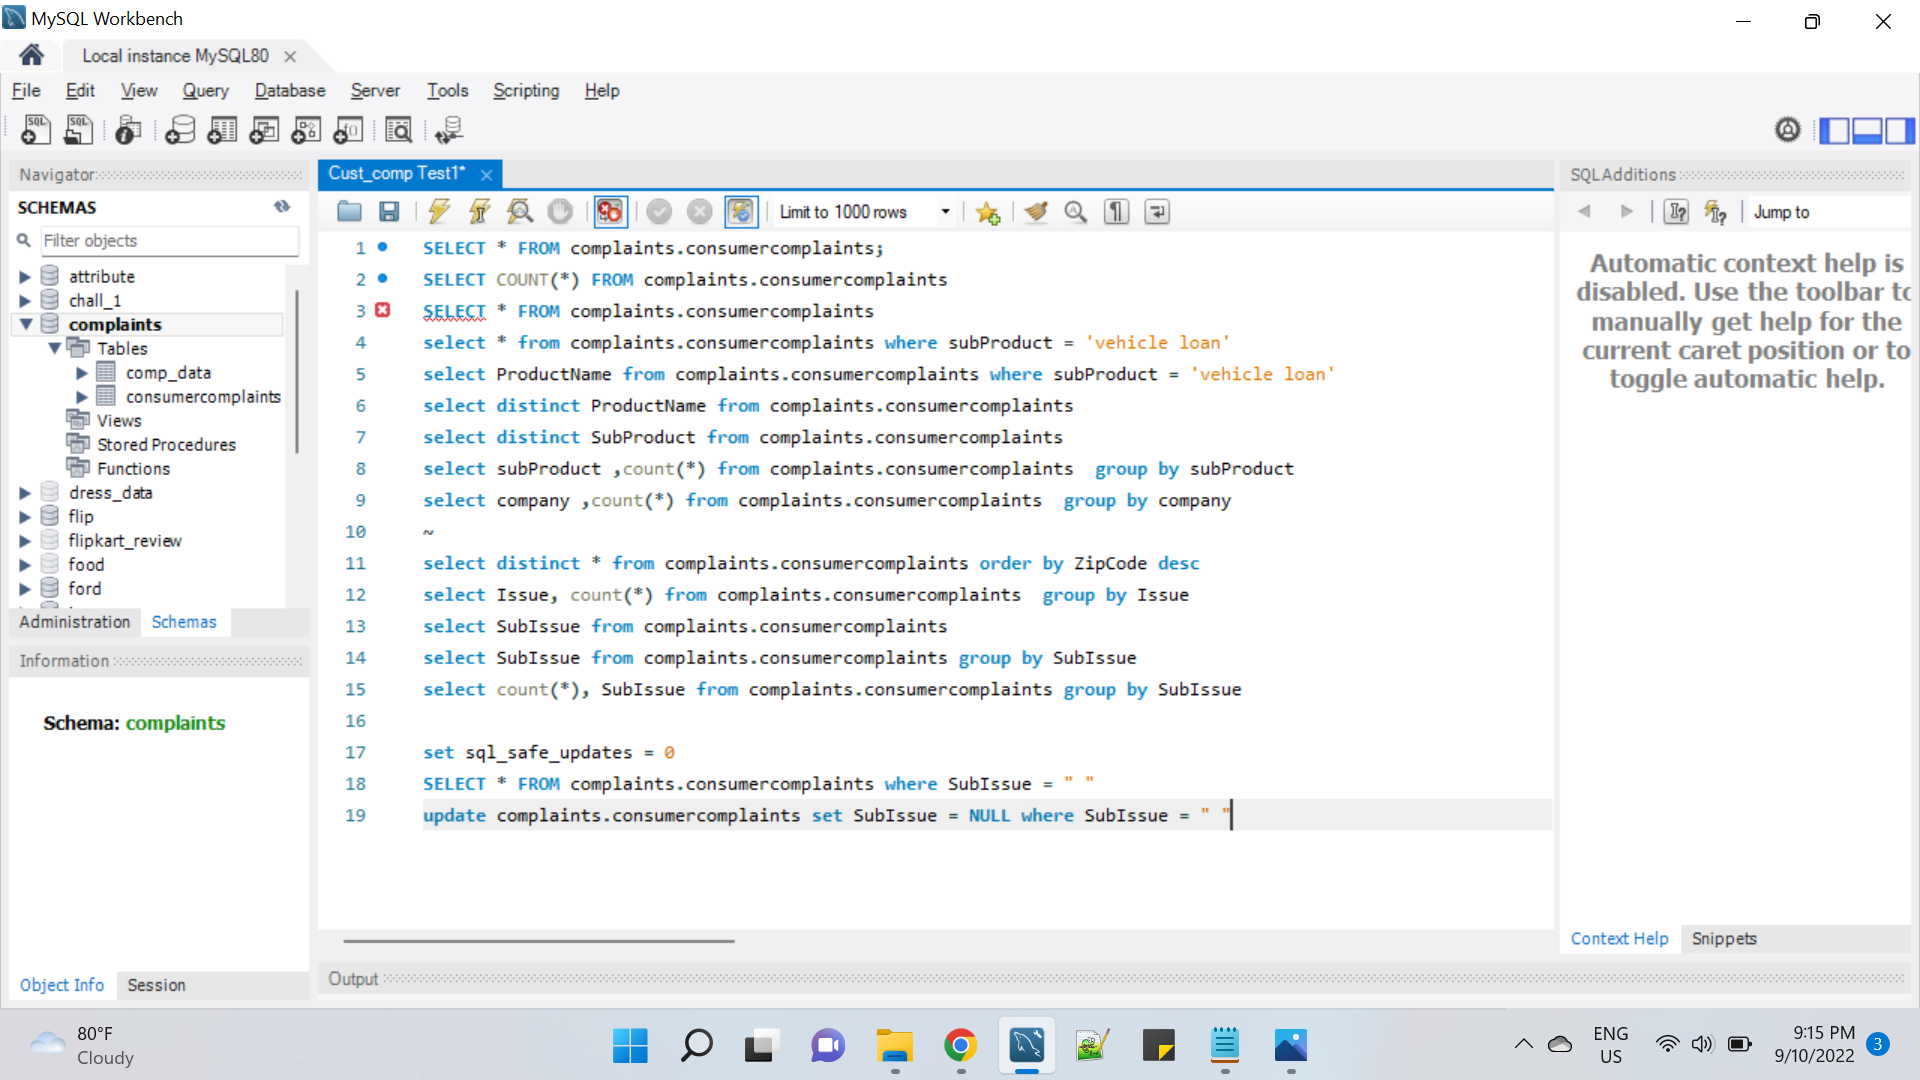 MySQL Workbench
Local instance MySQL80
File Edit View Query Database Server Tools Scripting Help
Navigator
SCHEMAS
Filter objects
attribute
chall_1
complaints
Tables
comp_data
consumercomplaints
Views
Stored Procedures
Functions
dress_data
flip
flipkart_review
food
ford
Administration Schemas
Information
Schema: complaints
Object Info Session
Cust_comp Test1*
Limit to 1000 rows
1 SELECT * FROM complaints.consumercomplaints;
2 SELECT COUNT(*) FROM complaints.consumercomplaints
3 SELECT * FROM complaints.consumercomplaints
4 select * from complaints.consumercomplaints where subProduct = 'vehicle loan'
5 select ProductName from complaints.consumercomplaints where subProduct = 'vehicle loan'
6 select distinct ProductName from complaints.consumercomplaints
7 select distinct SubProduct from complaints.consumercomplaints
8 select subProduct ,count(*) from complaints.consumercomplaints  group by subProduct
9 select company ,count(*) from complaints.consumercomplaints  group by company
10 ~
11 select distinct * from complaints.consumercomplaints order by ZipCode desc
12 select Issue, count(*) from complaints.consumercomplaints  group by Issue
13 select SubIssue from complaints.consumercomplaints
14 select SubIssue from complaints.consumercomplaints group by SubIssue
15 select count(*), SubIssue from complaints.consumercomplaints group by SubIssue
16
17 set sql_safe_updates = 0
18 SELECT * FROM complaints.consumercomplaints where SubIssue = " "
19 update complaints.consumercomplaints set SubIssue = NULL where SubIssue = " "
Output
SQLAdditions
Jump to
Automatic context help is
disabled. Use the toolbar to
manually get help for the
current caret position or to
toggle automatic help.
Context Help Snippets
80°F
Cloudy
ENG
US
9:15 PM
9/10/2022
3